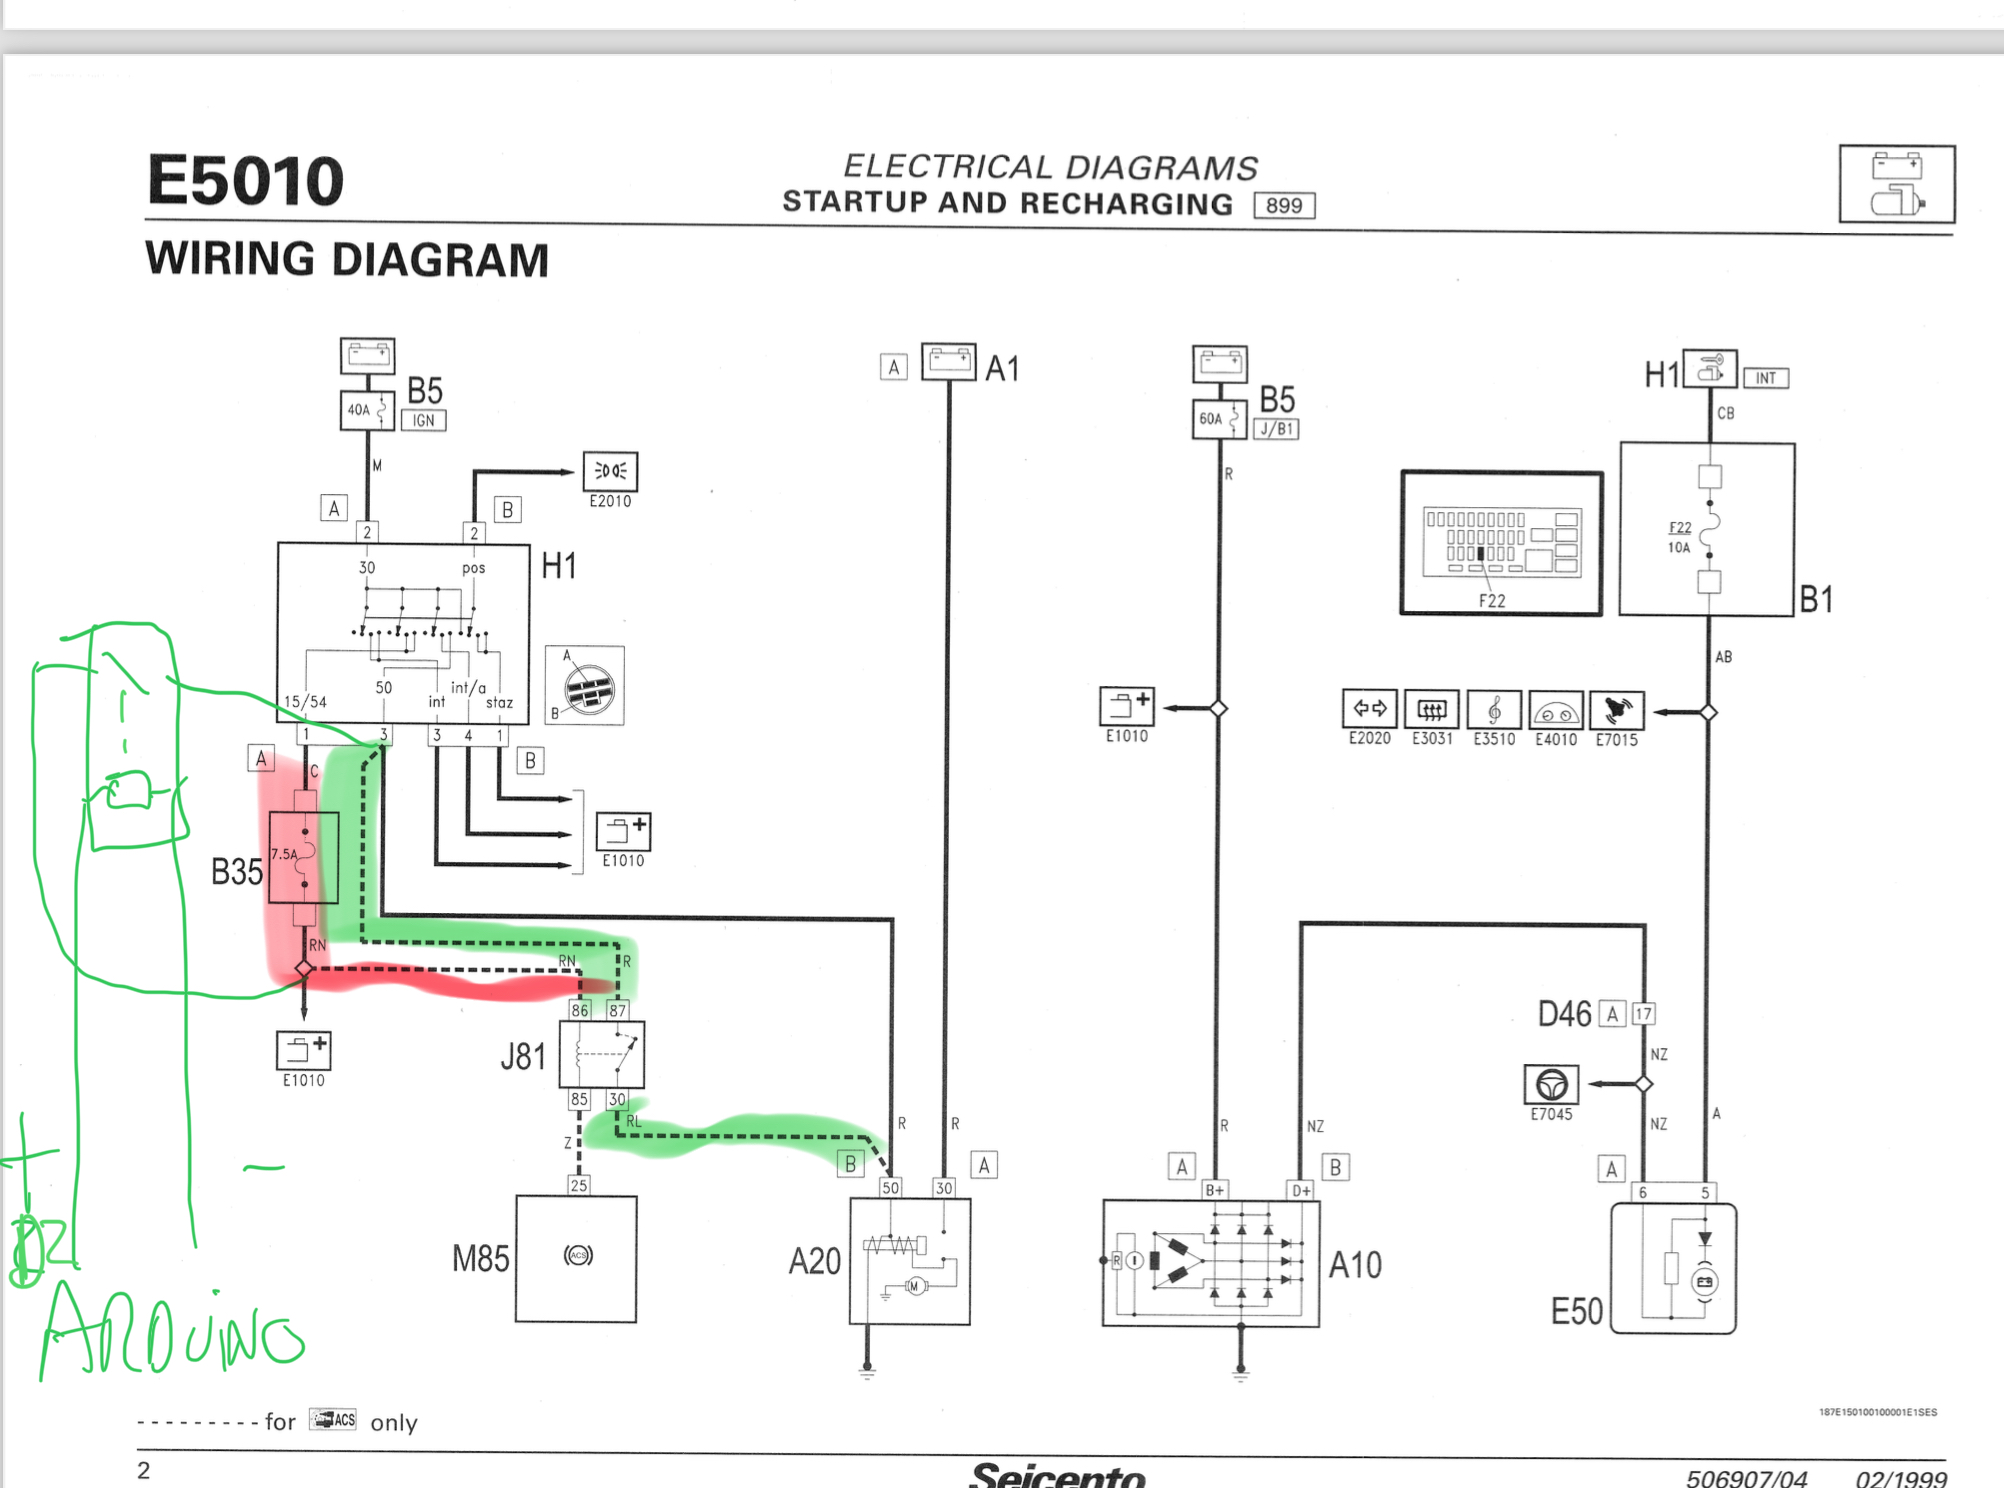 E5010
ELECTRICAL DIAGRAMS
STARTUP AND RECHARGING 899
WIRING DIAGRAM
B5
40A
IGN
M
A
2
2
B
E2010
30
pos
H1
50
15/54
int
int/a
staz
A
B
1
3
3
4
1
A
B
C
7.5A
B35
E1010
RN
RN
R
86
87
J81
85
30
E1010
Z
RL
25
M85
ACS
A
A1
R
R
B
A
50
30
A20
M
B5
60A
J/B1
R
E1010
R
NZ
A
B
B+
D+
R
A10
H1
INT
CB
F22
10A
B1
F22
AB
E2020
E3031
E3510
E4010
E7015
D46
A
17
NZ
E7045
NZ
A
A
6
5
E50
+
-
D2
ARDUiNO
for ACS only
187E150100100001E1SES
2
Seicento
506907/04
02/1999